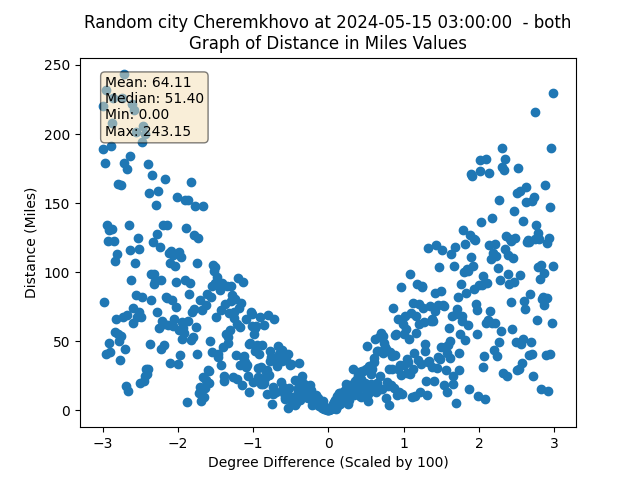 Random city Cheremkhovo at 2024-05-15 03:00:00 - both
Graph of Distance in Miles Values
250
200
150
100
50
0
Distance (Miles)
Mean: 64.11
Median: 51.40
Min: 0.00
Max: 243.15
−3
−2
−1
0
1
2
3
Degree Difference (Scaled by 100)